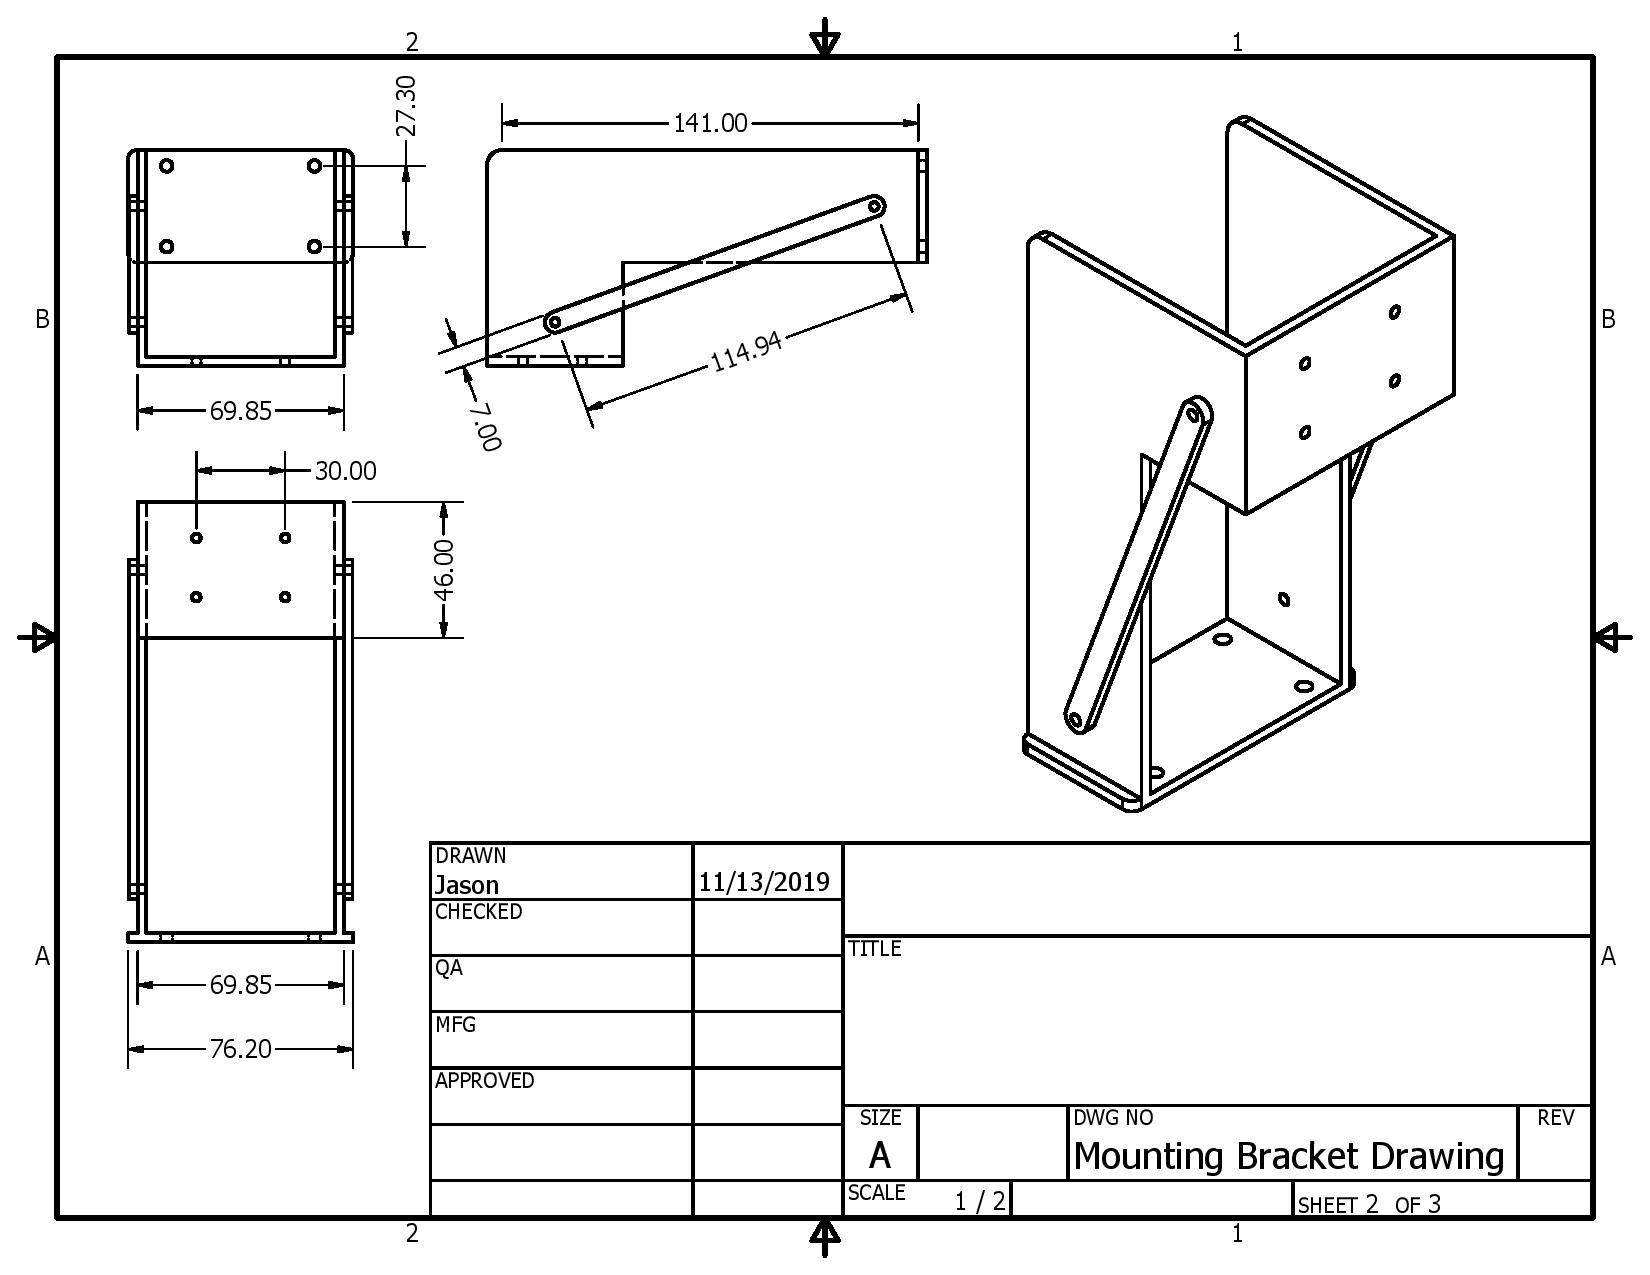 2 1
27.30
141.00
B B
114.94
7.00
69.85
30.00
46.00
DRAWN
Jason 11/13/2019
CHECKED
A TITLE A
QA
69.85
MFG
76.20
APPROVED
SIZE DWG NO REV
A Mounting Bracket Drawing
SCALE 1 / 2 SHEET 2 OF 3
2 1